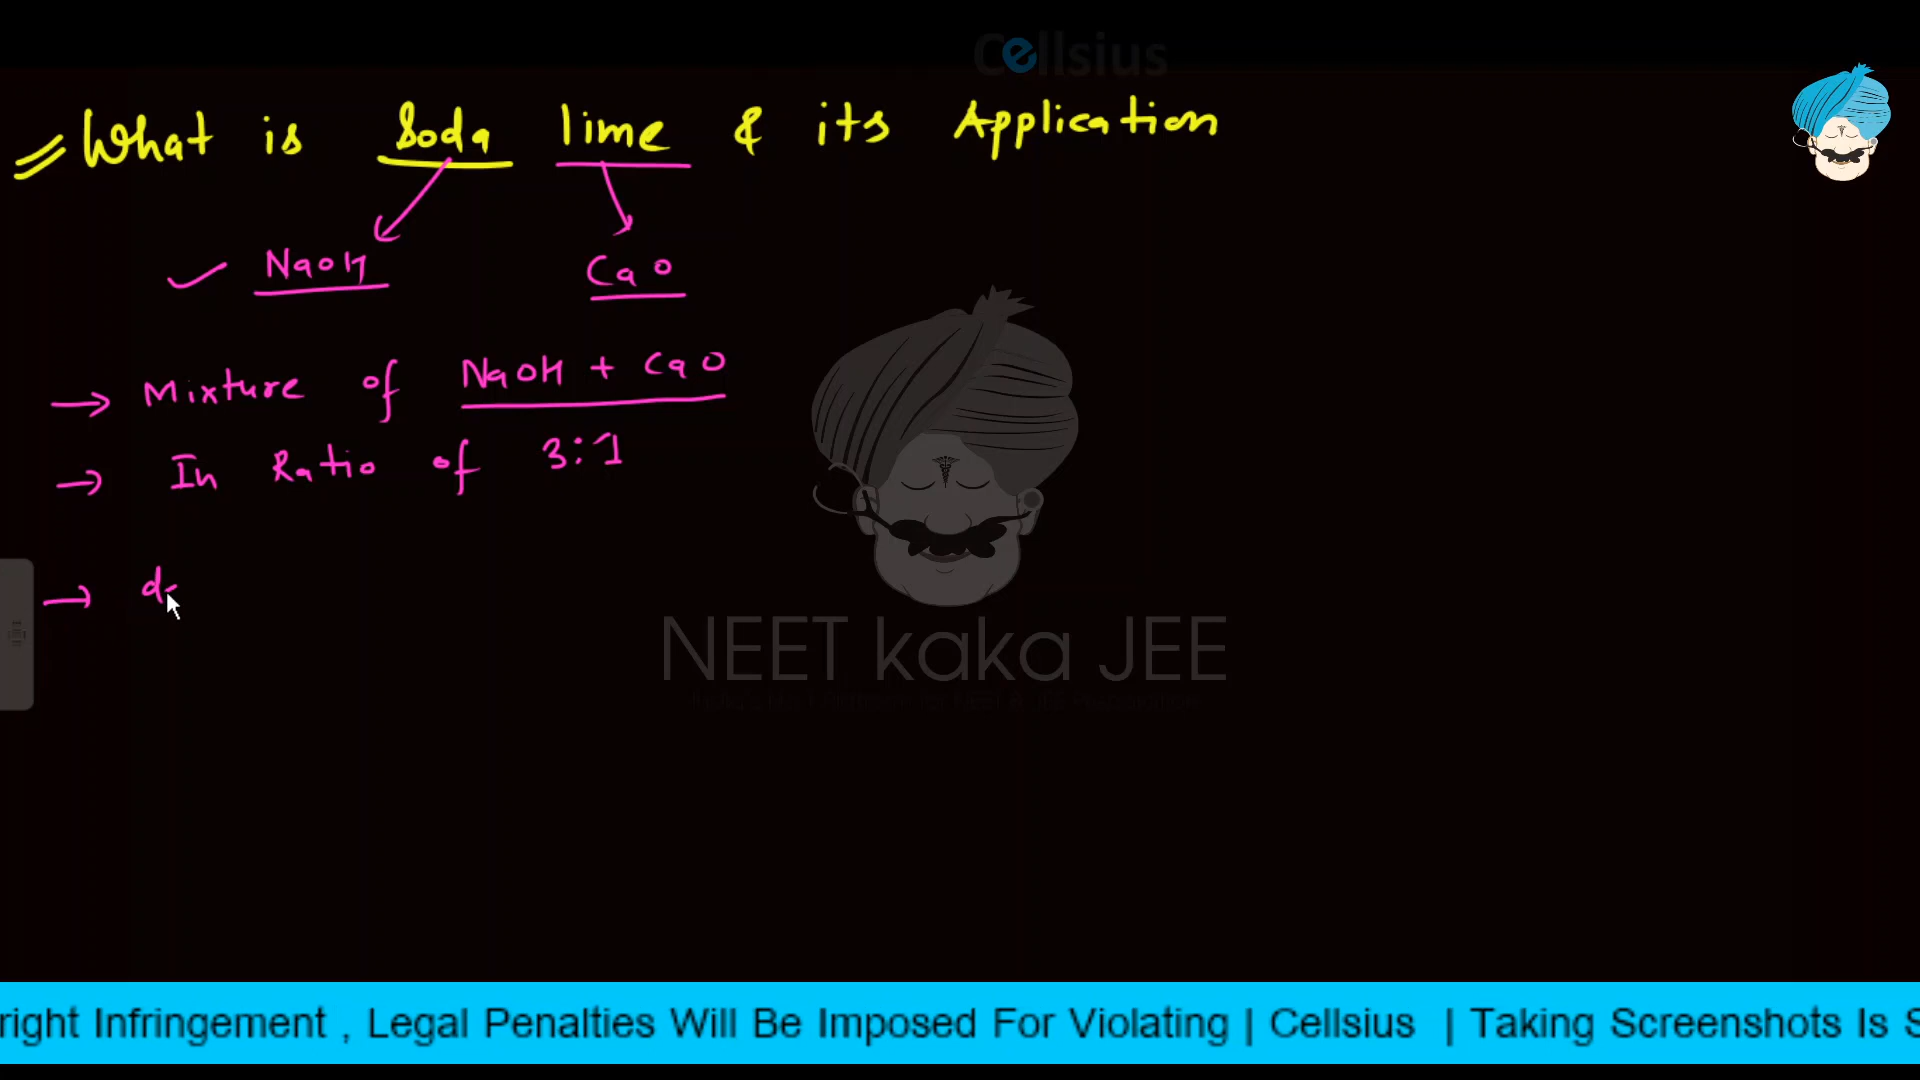 Cellsius
What is Soda lime & its Application
NaOH CaO
→ Mixture of NaOH + CaO
→ In Ratio of 3:1
→
NEET kaka JEE
right Infringement , Legal Penalties Will Be Imposed For Violating | Cellsius | Taking Screenshots Is S